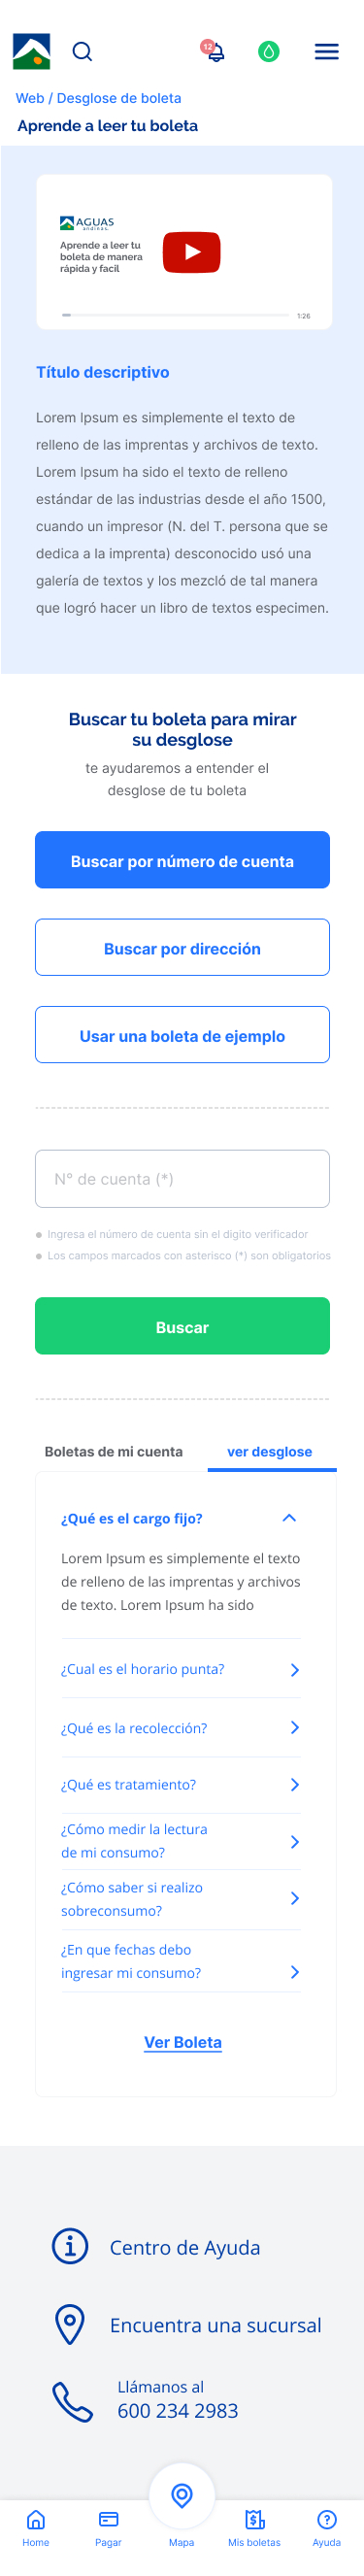 12
Web / Desglose de boleta
Aprende a leer tu boleta
AGUAS
andinas
Aprende a leer tu
boleta de manera
rápida y facil
1:26
Título descriptivo
Lorem Ipsum es simplemente el texto de
relleno de las imprentas y archivos de texto.
Lorem Ipsum ha sido el texto de relleno
estándar de las industrias desde el año 1500,
cuando un impresor (N. del T. persona que se
dedica a la imprenta) desconocido usó una
galería de textos y los mezcló de tal manera
que logró hacer un libro de textos especimen.
Buscar tu boleta para mirar
su desglose
te ayudaremos a entender el
desglose de tu boleta
Buscar por número de cuenta
Buscar por dirección
Usar una boleta de ejemplo
N° de cuenta (*)
Ingresa el número de cuenta sin el digito verificador
Los campos marcados con asterisco (*) son obligatorios
Buscar
Boletas de mi cuenta ver desglose
¿Qué es el cargo fijo?
Lorem Ipsum es simplemente el texto
de relleno de las imprentas y archivos
de texto. Lorem Ipsum ha sido
¿Cual es el horario punta?
¿Qué es la recolección?
¿Qué es tratamiento?
¿Cómo medir la lectura
de mi consumo?
¿Cómo saber si realizo
sobreconsumo?
¿En que fechas debo
ingresar mi consumo?
Ver Boleta
Centro de Ayuda
Encuentra una sucursal
Llámanos al
600 234 2983
Home Pagar Mapa Mis boletas Ayuda